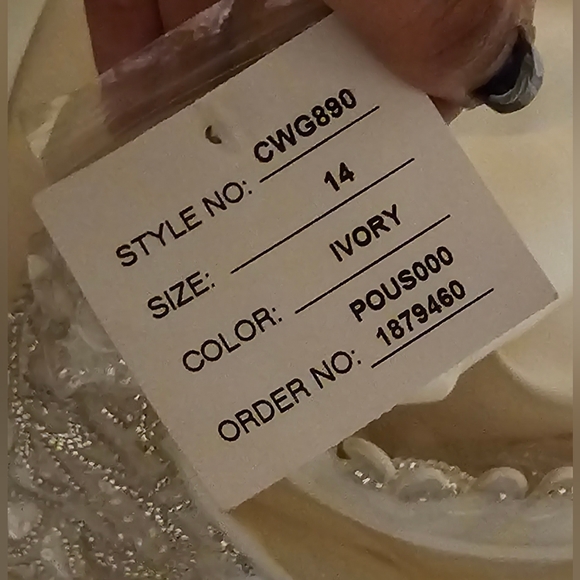 STYLE NO: CWG890
SIZE: 14
COLOR: IVORY
POUS000
ORDER NO: 1879460